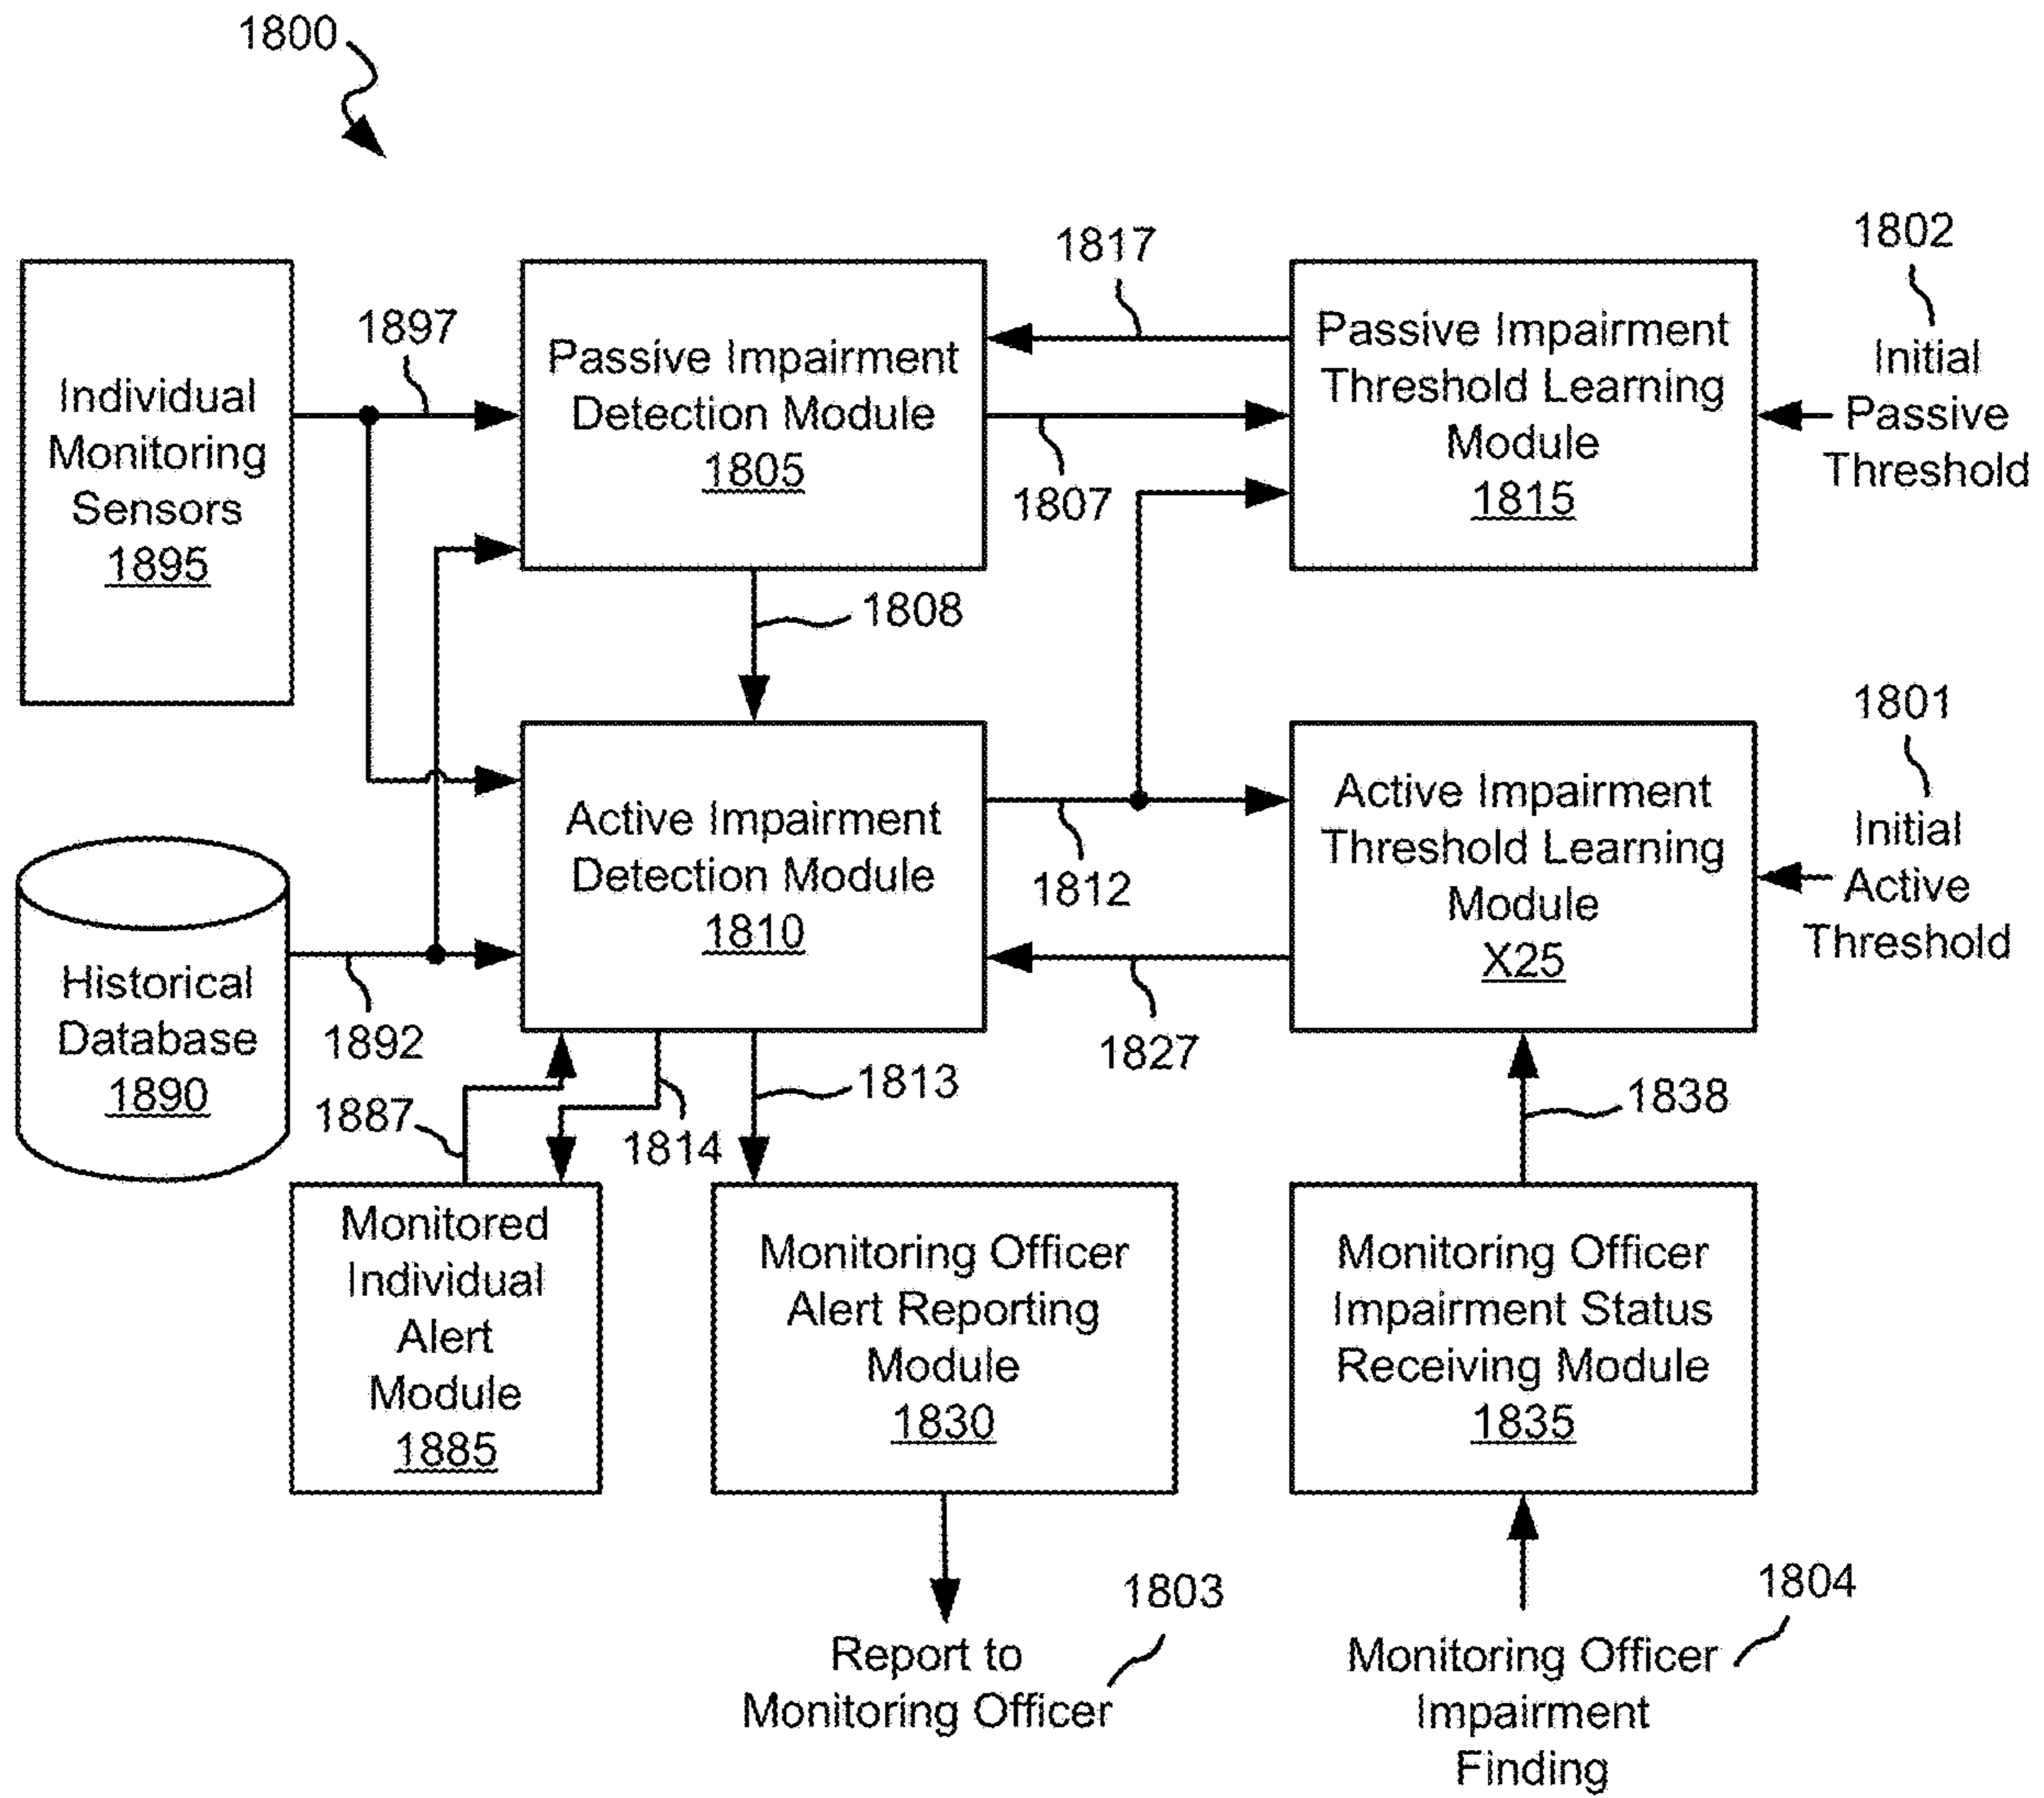 1800
1802
1817
1897
Individual
Monitoring
Sensors
1895
Passive Impairment
Detection Module
1805
Passive Impairment
Threshold Learning
Module
1815
Initial
Passive
Threshold
1807
1808
1801
Historical
Database
1890
1892
Active Impairment
Detection Module
1810
1812
1827
Active Impairment
Threshold Learning
Module
X25
Initial
Active
Threshold
1887
1814
1813
1838
Monitored
Individual
Alert
Module
1885
Monitoring Officer
Alert Reporting
Module
1830
Monitoring Officer
Impairment Status
Receiving Module
1835
1803
1804
Report to
Monitoring Officer
Monitoring Officer
Impairment
Finding